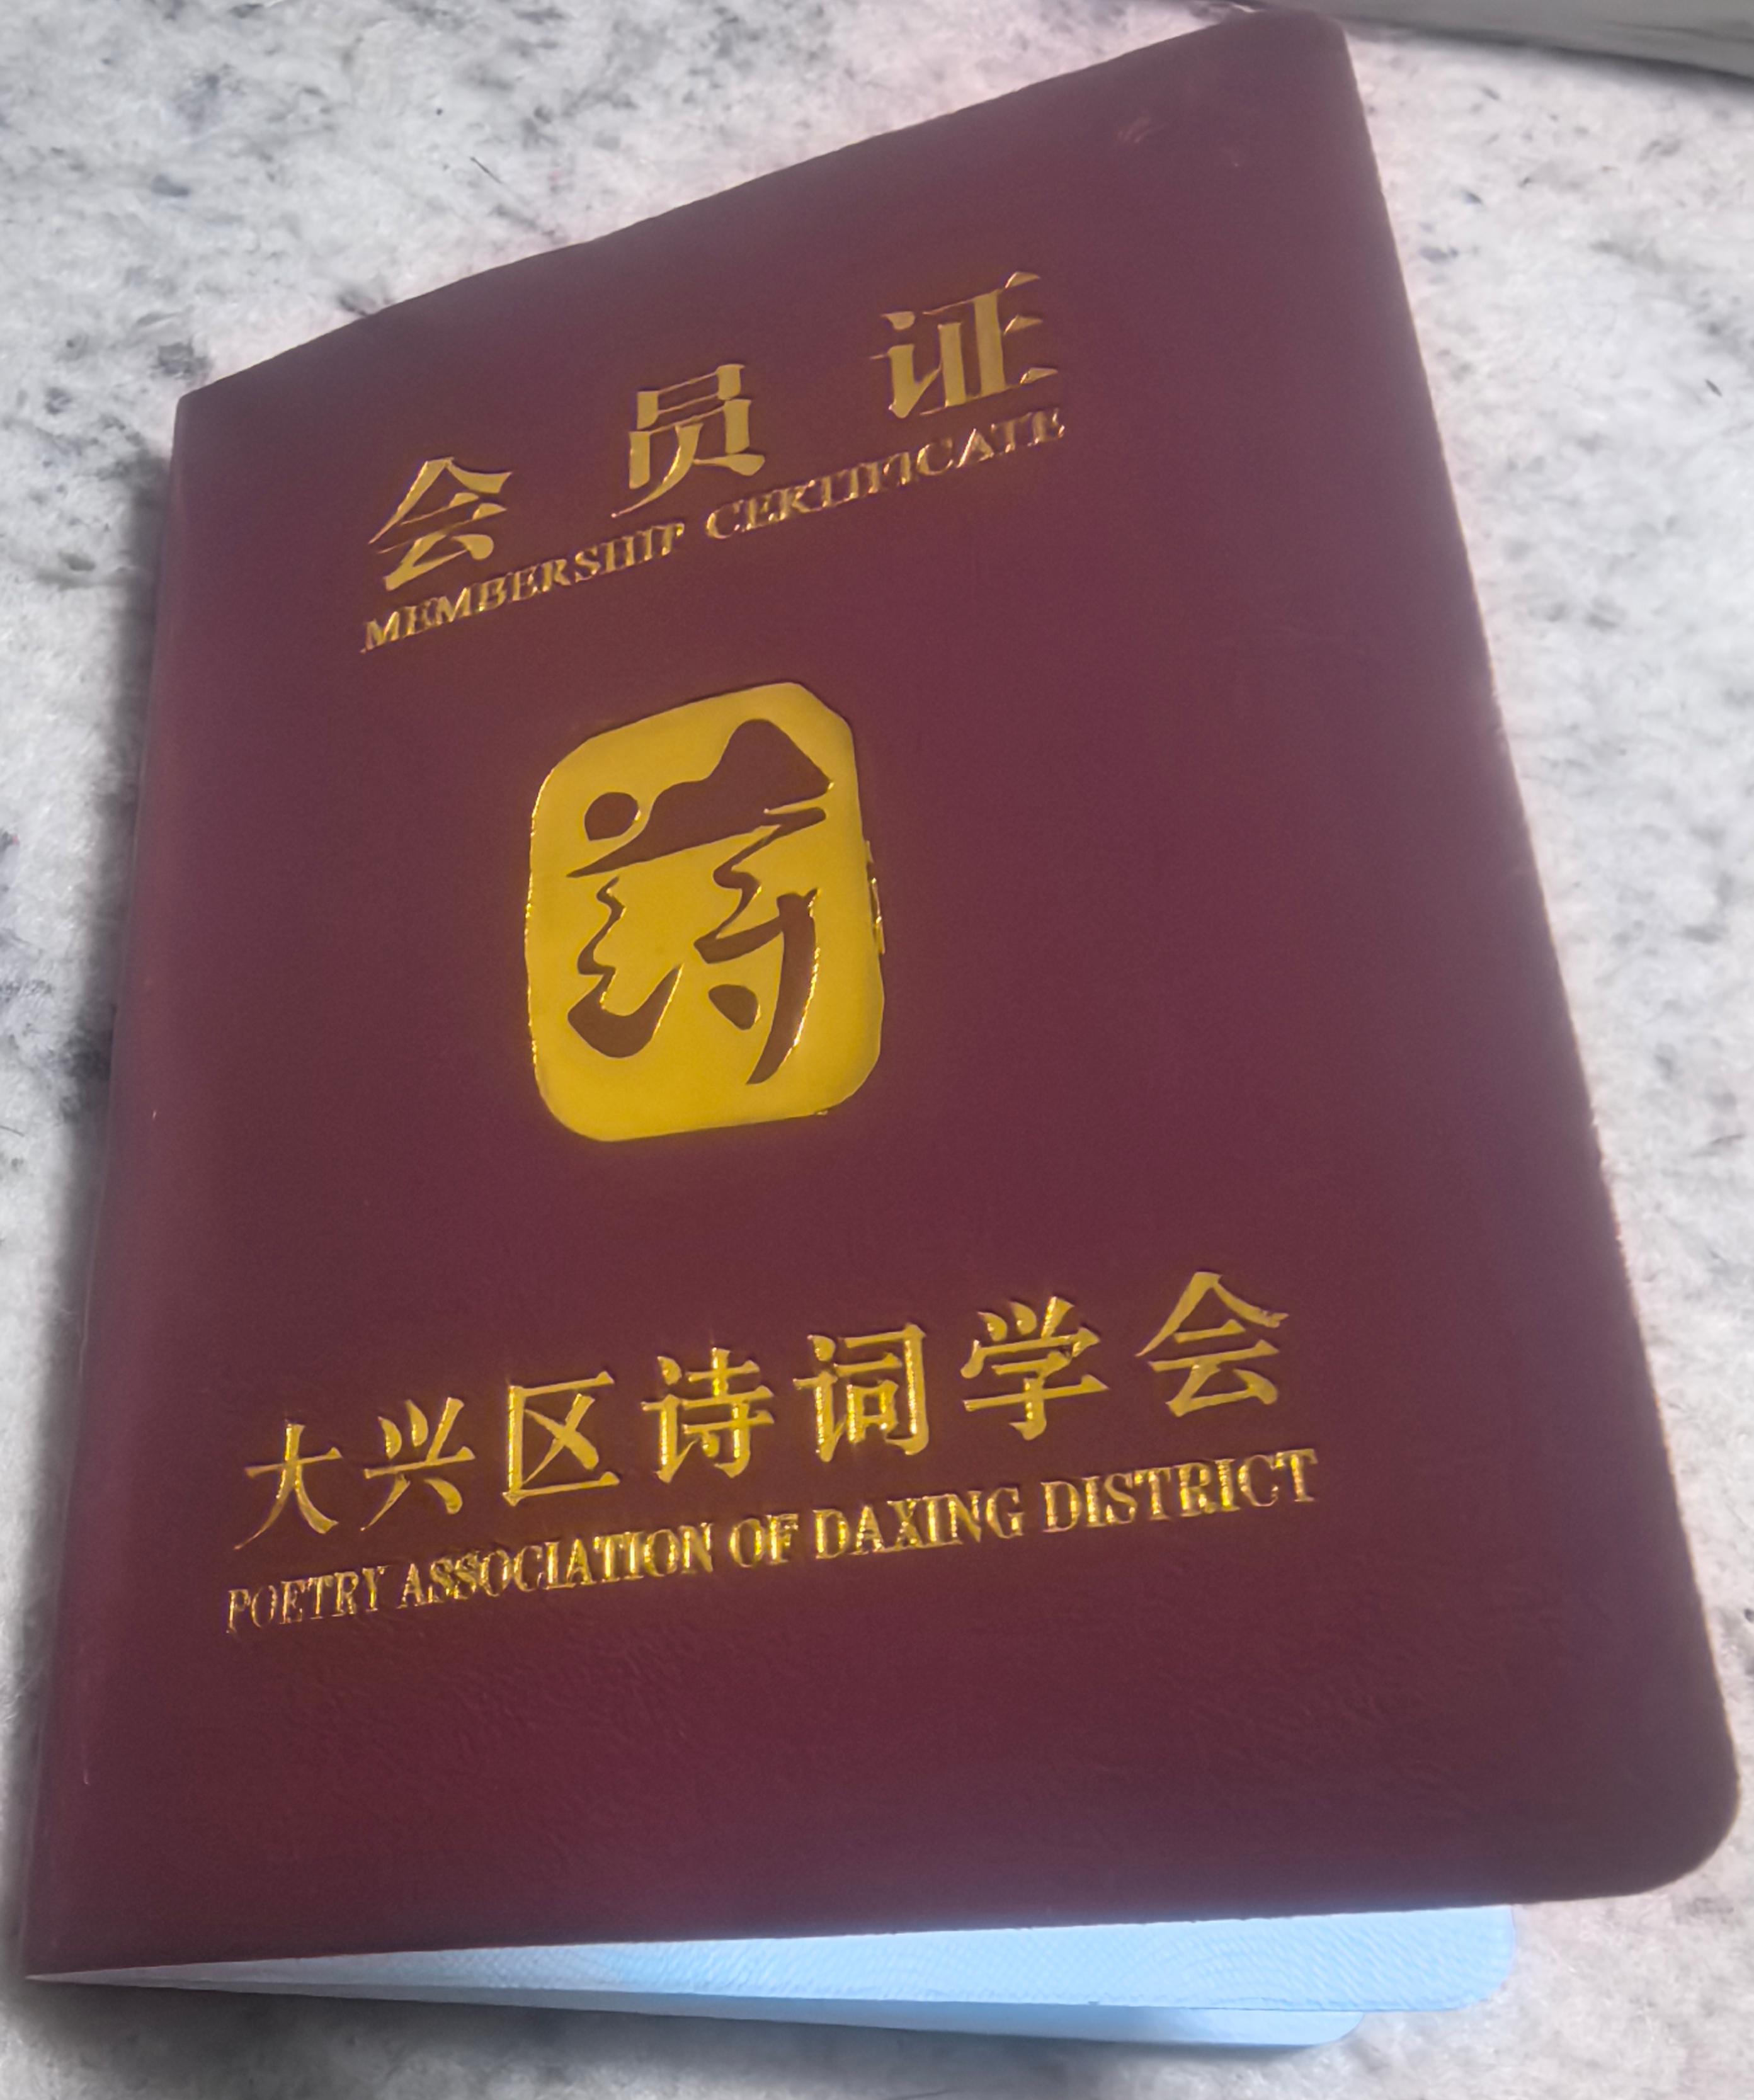 会员证
MEMBERSHIP CERTIFICATE
诗
大兴区诗词学会
POETRY ASSOCIATION OF DAXING DISTRICT